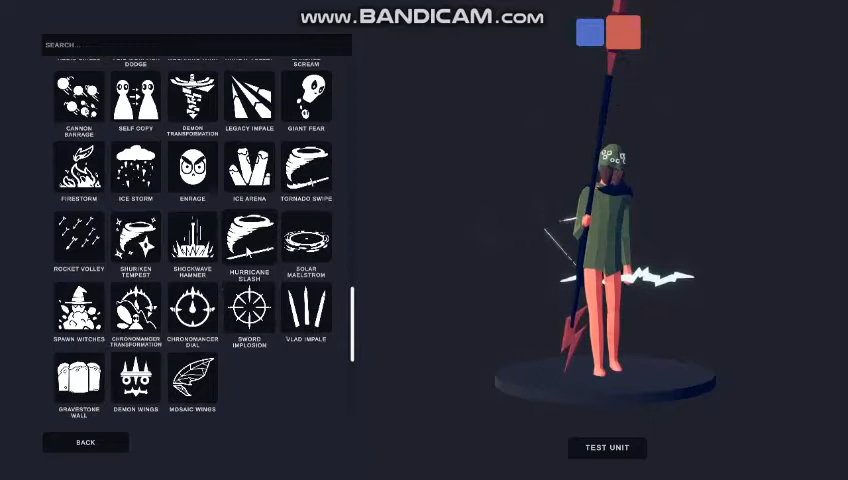 www.BANDICAM.com
SEARCH...
DODGE
SCREAM
CANNON BARRAGE
SELF COPY
DEMON TRANSFORMATION
LEGACY IMPALE
GIANT FEAR
FIRESTORM
ICE STORM
ENRAGE
ICE ARENA
TORNADO SWIPE
ROCKET VOLLEY
SHURIKEN TEMPEST
SHOCKWAVE HAMMER
HURRICANE SLASH
SOLAR MAELSTROM
SPAWN WITCHES
CHRONOMANCER TRANSFORMATION
CHRONOMANCER DIAL
SWORD IMPLOSION
VLAD IMPALE
GRAVESTONE WALL
DEMON WINGS
MOSAIC WINGS
BACK
TEST UNIT